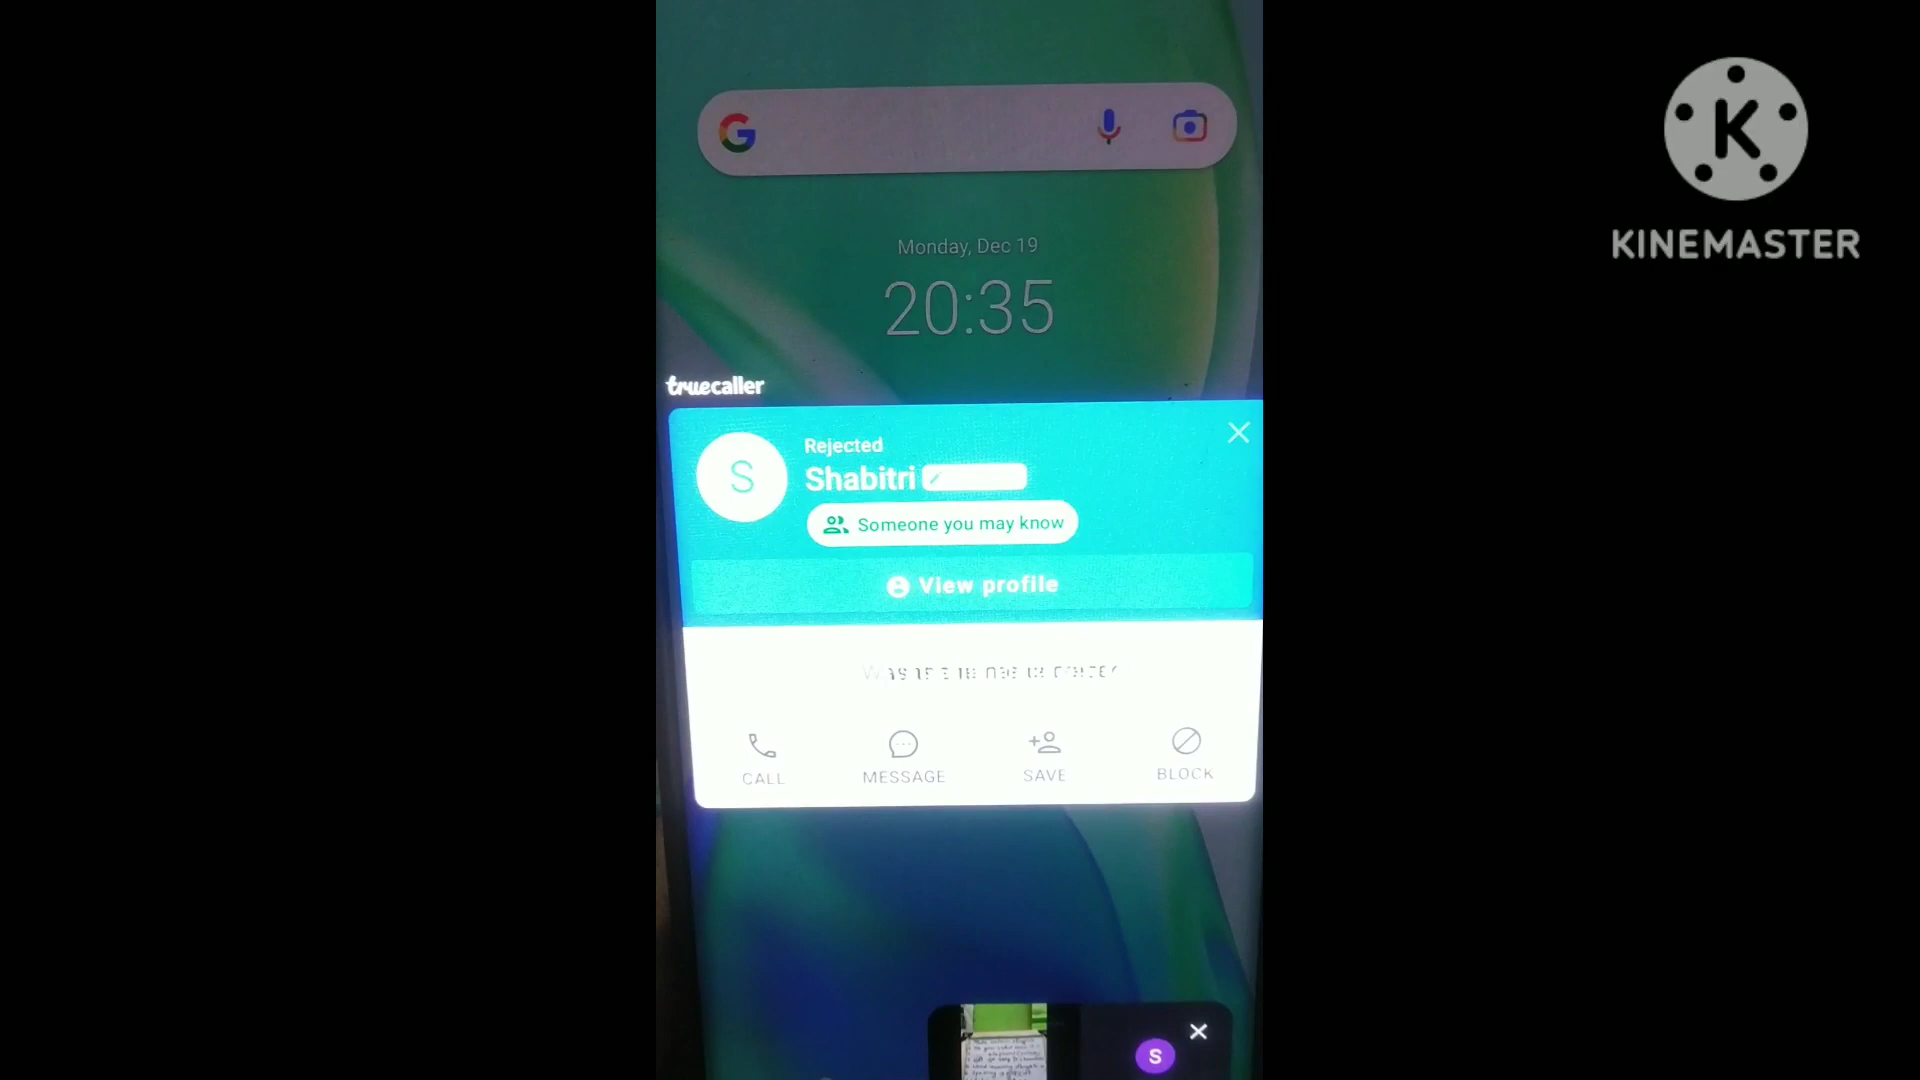 KINEMASTER
Monday, Dec 19
20:35
truecaller
Rejected
S
Shabitri
Someone you may know
View profile
CALL
MESSAGE
SAVE
BLOCK
S